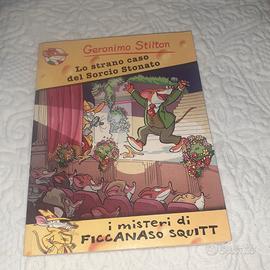 Geronimo Stilton
Lo strano caso
del Sorcio Stonato
i misteri di
FICCANASO SQUITT